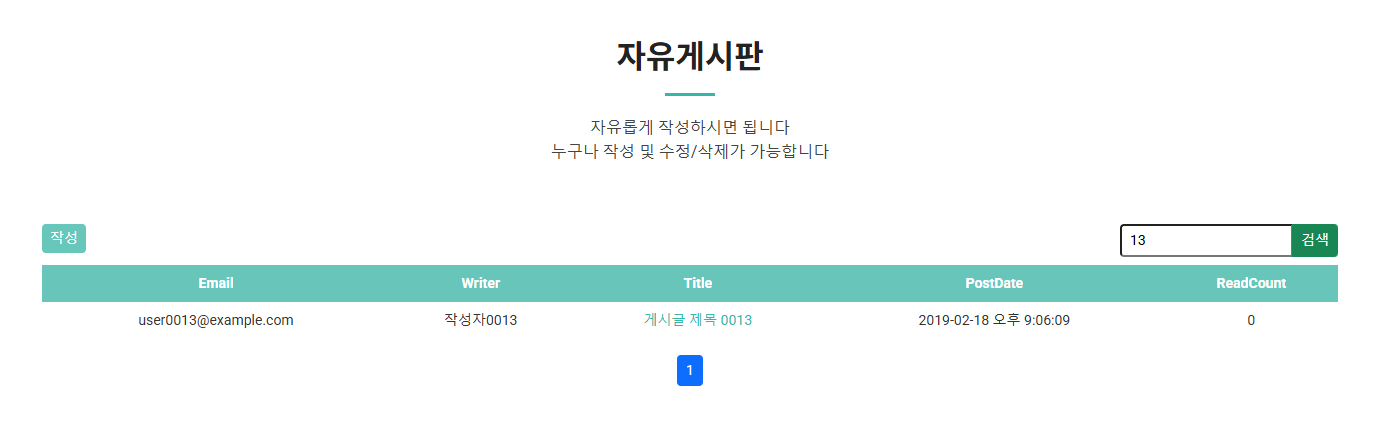 자유게시판
자유롭게 작성하시면 됩니다
누구나 작성 및 수정/삭제가 가능합니다
작성 13 검색
Email Writer Title PostDate ReadCount
user0013@example.com 작성자0013 게시글 제목 0013 2019-02-18 오후 9:06:09 0
1